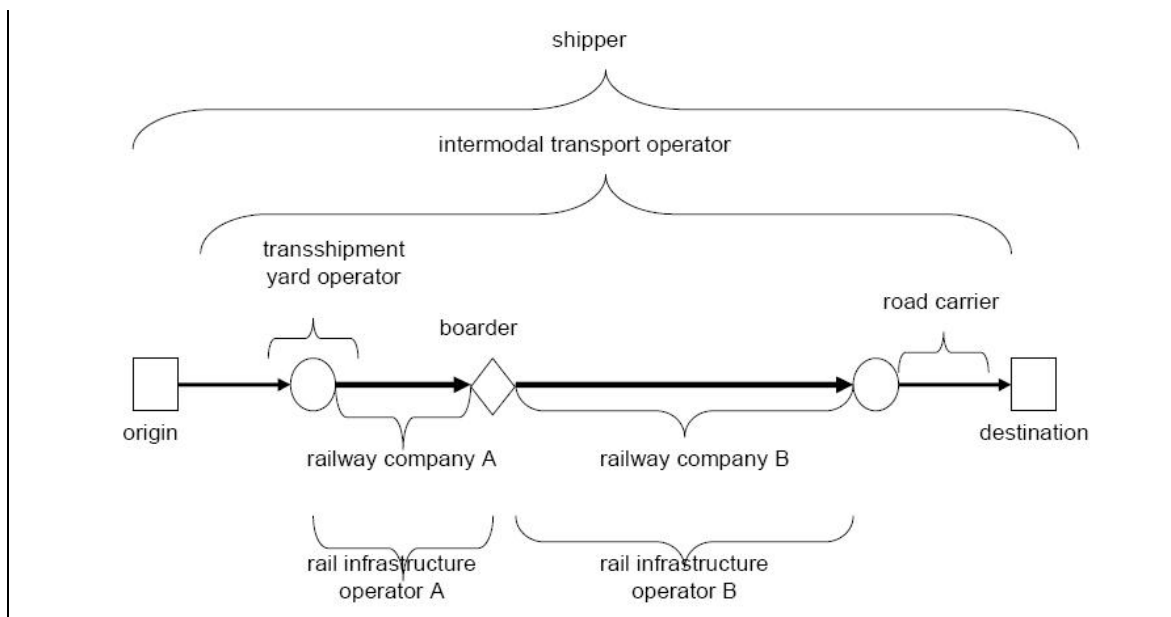 shipper
intermodal transport operator
transshipment
yard operator
road carrier
boarder
origin
destination
railway company A
railway company B
rail infrastructure
operator A
rail infrastructure
operator B